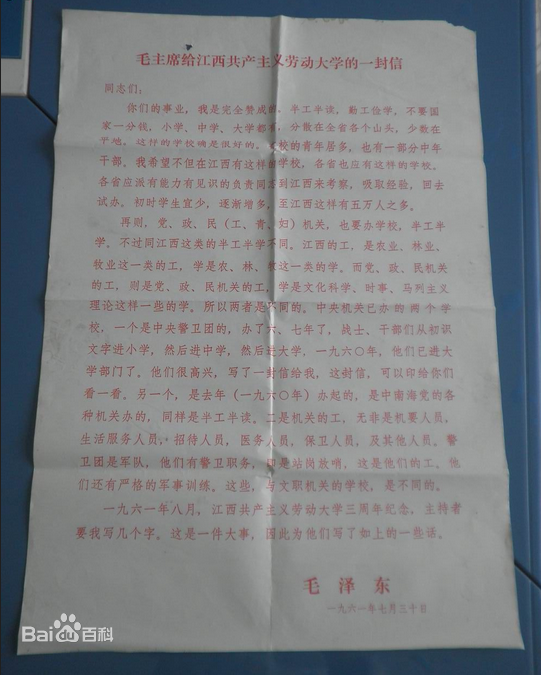 毛主席给江西共产主义劳动大学的一封信
同志们：
你们的事业，我是完全赞成的。半工半读，勤工俭学，不要国
家一分钱，小学、中学、大学都有，分散在全省各个山头，少数在
平地。这样的学校确是很好的。校的青年居多，也有一部分中年
干部。我希望不但在江西有这样的学校，各省也应有这样的学校。
各省应派有能力有见识的负责同志到江西来考察，吸取经验，回去
试办。初时学生宜少，逐渐增多，至江西这样有五万人之多。
再则，党、政、民（工、青、妇）机关，也要办学校，半工半
学。不过同江西这类的半工半学不同。江西的工，是农业、林业、
牧业这一类的工，学是农、林、牧这一类的学。而党、政、民机关
的工，则是党、政、民机关的工，学是文化科学、时事、马列主义
理论这样一些的学。所以两者是不同的。中央机关已办的两个学
校，一个是中央警卫团的，办了六、七年了，战士、干部们从初识
文字进小学，然后进中学，然后进大学，一九六〇年，他们已进大
学部门了。他们很高兴，写了一封信给我，这封信，可以印给你们
看一看。另一个，是去年（一九六〇年）办起的，是中南海党的各
种机关办的，同样是半工半读。二是机关的工，无非是机要人员，
生活服务人员，招待人员，医务人员，保卫人员，及其他人员。警
卫团是军队，他们有警卫职务，即是站岗放哨，这是他们的工，他
们还有严格的军事训练。这些，与文职机关的学校，是不同的。
一九六一年八月，江西共产主义劳动大学三周年纪念，主持者
要我写几个字。这是一件大事，因此为他们写了如上的一些话。
毛泽东
一九六一年七月三十日
Bai du 百科